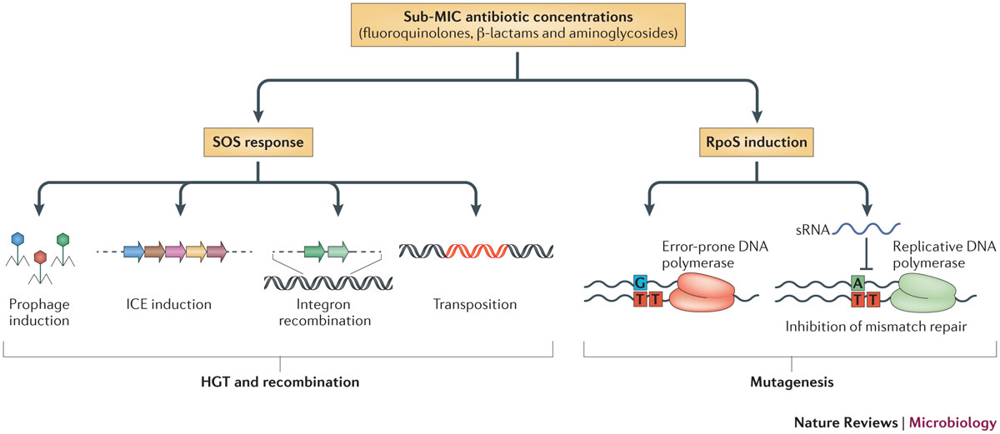 Sub-MIC antibiotic concentrations
(fluoroquinolones, β-lactams and aminoglycosides)
SOS response
RpoS induction
Prophage
induction
ICE induction
Integron
recombination
Transposition
Error-prone DNA
polymerase
G
T T
sRNA
Replicative DNA
polymerase
A
T T
Inhibition of mismatch repair
HGT and recombination
Mutagenesis
Nature Reviews | Microbiology